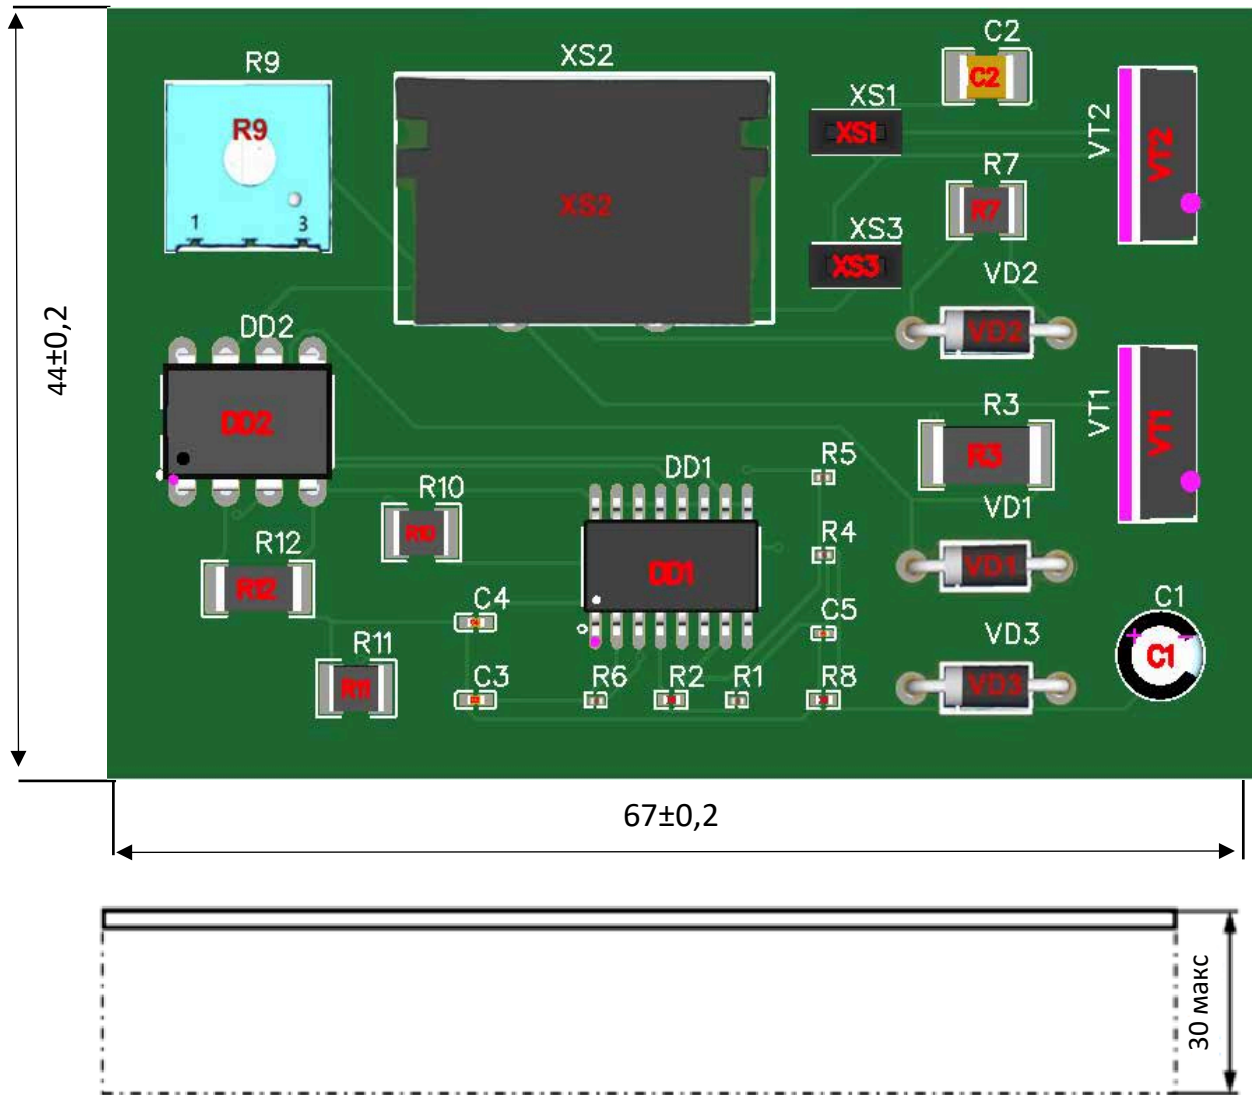 R9
R9
1 3
XS2
XS2
XS1
XS1
XS3
XS3
C2
C2
R7
R7
VD2
VD2
VT2
VT2
44±0,2
DD2
DD2
R10
R10
R12
R12
R11
R11
C4
C3
DD1
DD1
R5
R4
C5
R6
R2
R1
R8
R3
R3
VD1
VD1
VD3
VD3
VT1
VT1
C1
+ −
C1
67±0,2
30 макс